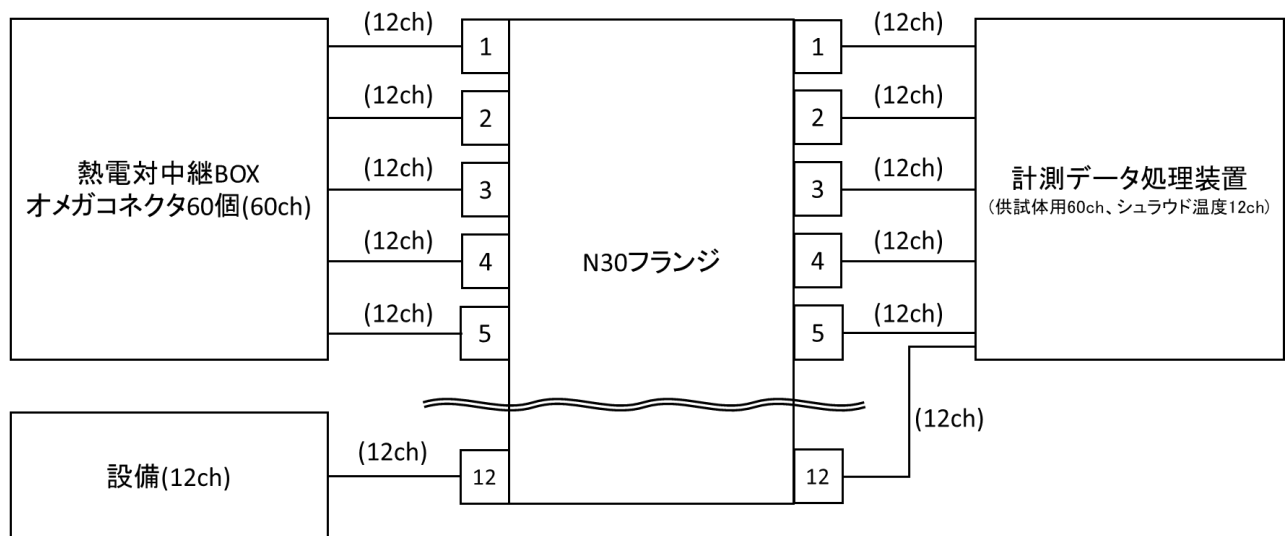 熱電対中継BOX
オメガコネクタ60個(60ch)
設備(12ch)
(12ch)
(12ch)
(12ch)
(12ch)
(12ch)
(12ch)
1
2
3
4
5
12
N30フランジ
1
2
3
4
5
12
(12ch)
(12ch)
(12ch)
(12ch)
(12ch)
(12ch)
計測データ処理装置
(供試体用60ch、シュラウド温度12ch)